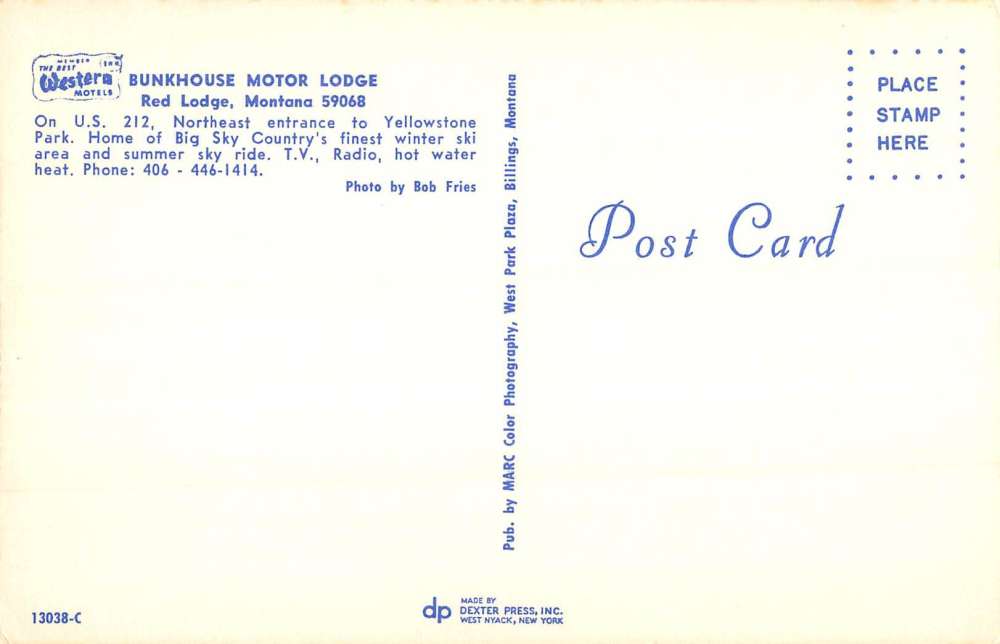 MEMBER
THE BEST INC.
Western
MOTELS
BUNKHOUSE MOTOR LODGE
Red Lodge, Montana 59068
On U.S. 212, Northeast entrance to Yellowstone
Park. Home of Big Sky Country's finest winter ski
area and summer sky ride. T.V., Radio, hot water
heat. Phone: 406 - 446-1414.
Photo by Bob Fries
Pub. by MARC Color Photography, West Park Plaza, Billings, Montana
PLACE
STAMP
HERE
Post Card
13038-C
dp
MADE BY
DEXTER PRESS, INC.
WEST NYACK, NEW YORK